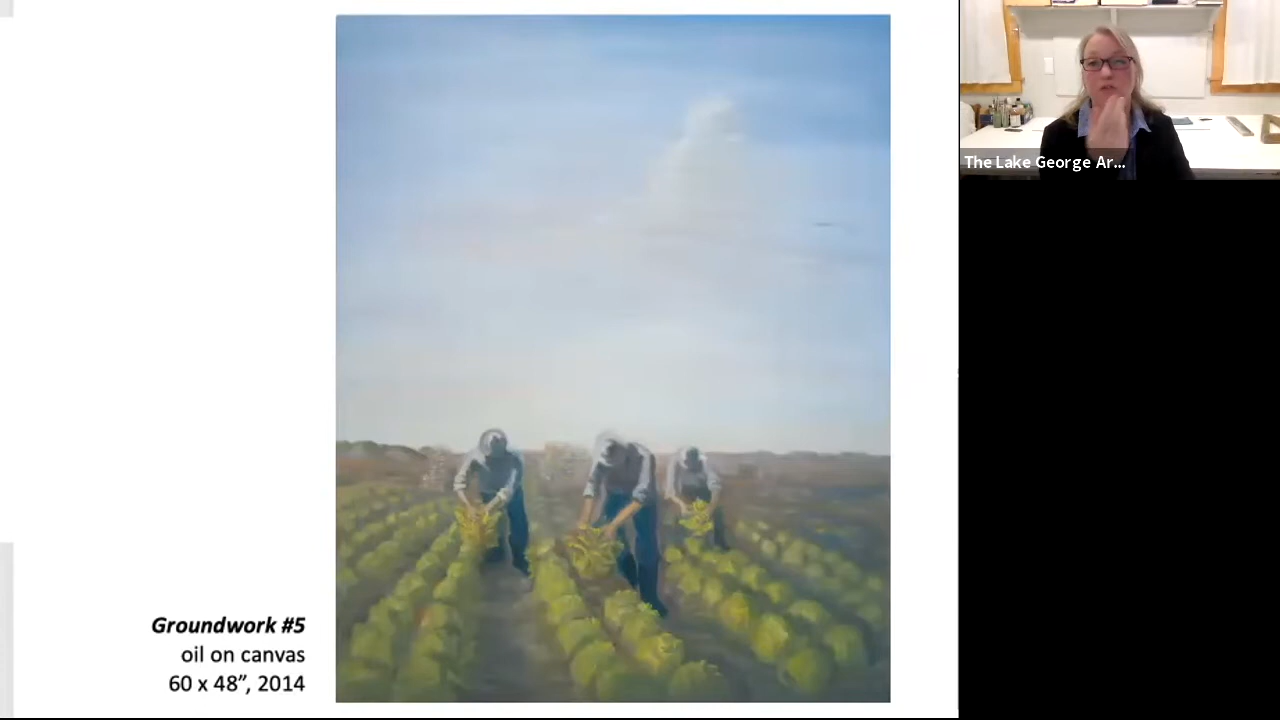 The Lake George Ar...
Groundwork #5
oil on canvas
60 x 48”, 2014